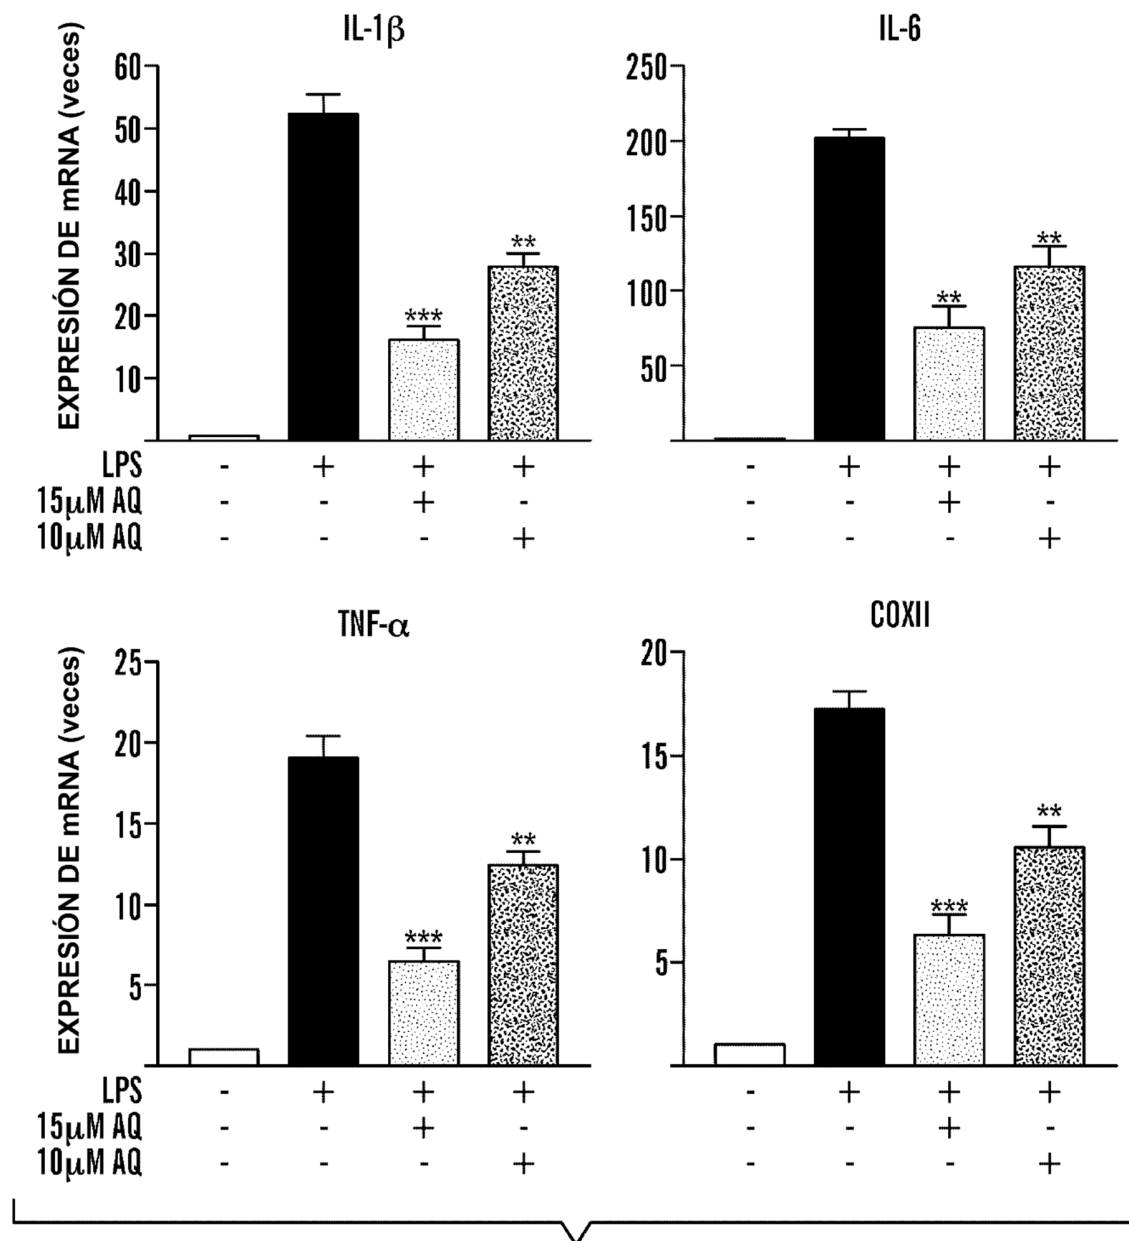 IL-1β
EXPRESIÓN DE mRNA (veces)
60
50
40
30
20
10
***
**
LPS - + + +
15μM AQ - - + -
10μM AQ - - - +
IL-6
250
200
150
100
50
**
**
- + + +
- - + -
- - - +
TNF-α
EXPRESIÓN DE mRNA (veces)
25
20
15
10
5
***
**
LPS - + + +
15μM AQ - - + -
10μM AQ - - - +
COXII
20
15
10
5
***
**
- + + +
- - + -
- - - +